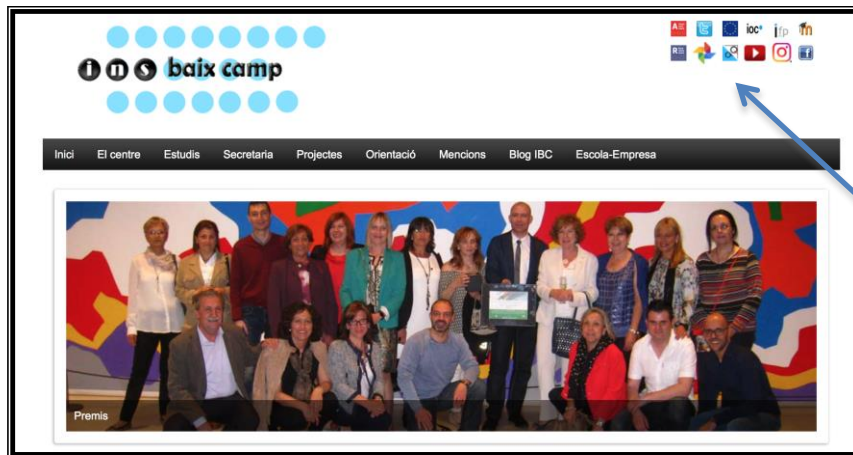 ioc
ifp
ins baix camp
Inici El centre Estudis Secretaria Projectes Orientació Mencions Blog IBC Escola-Empresa
Premis